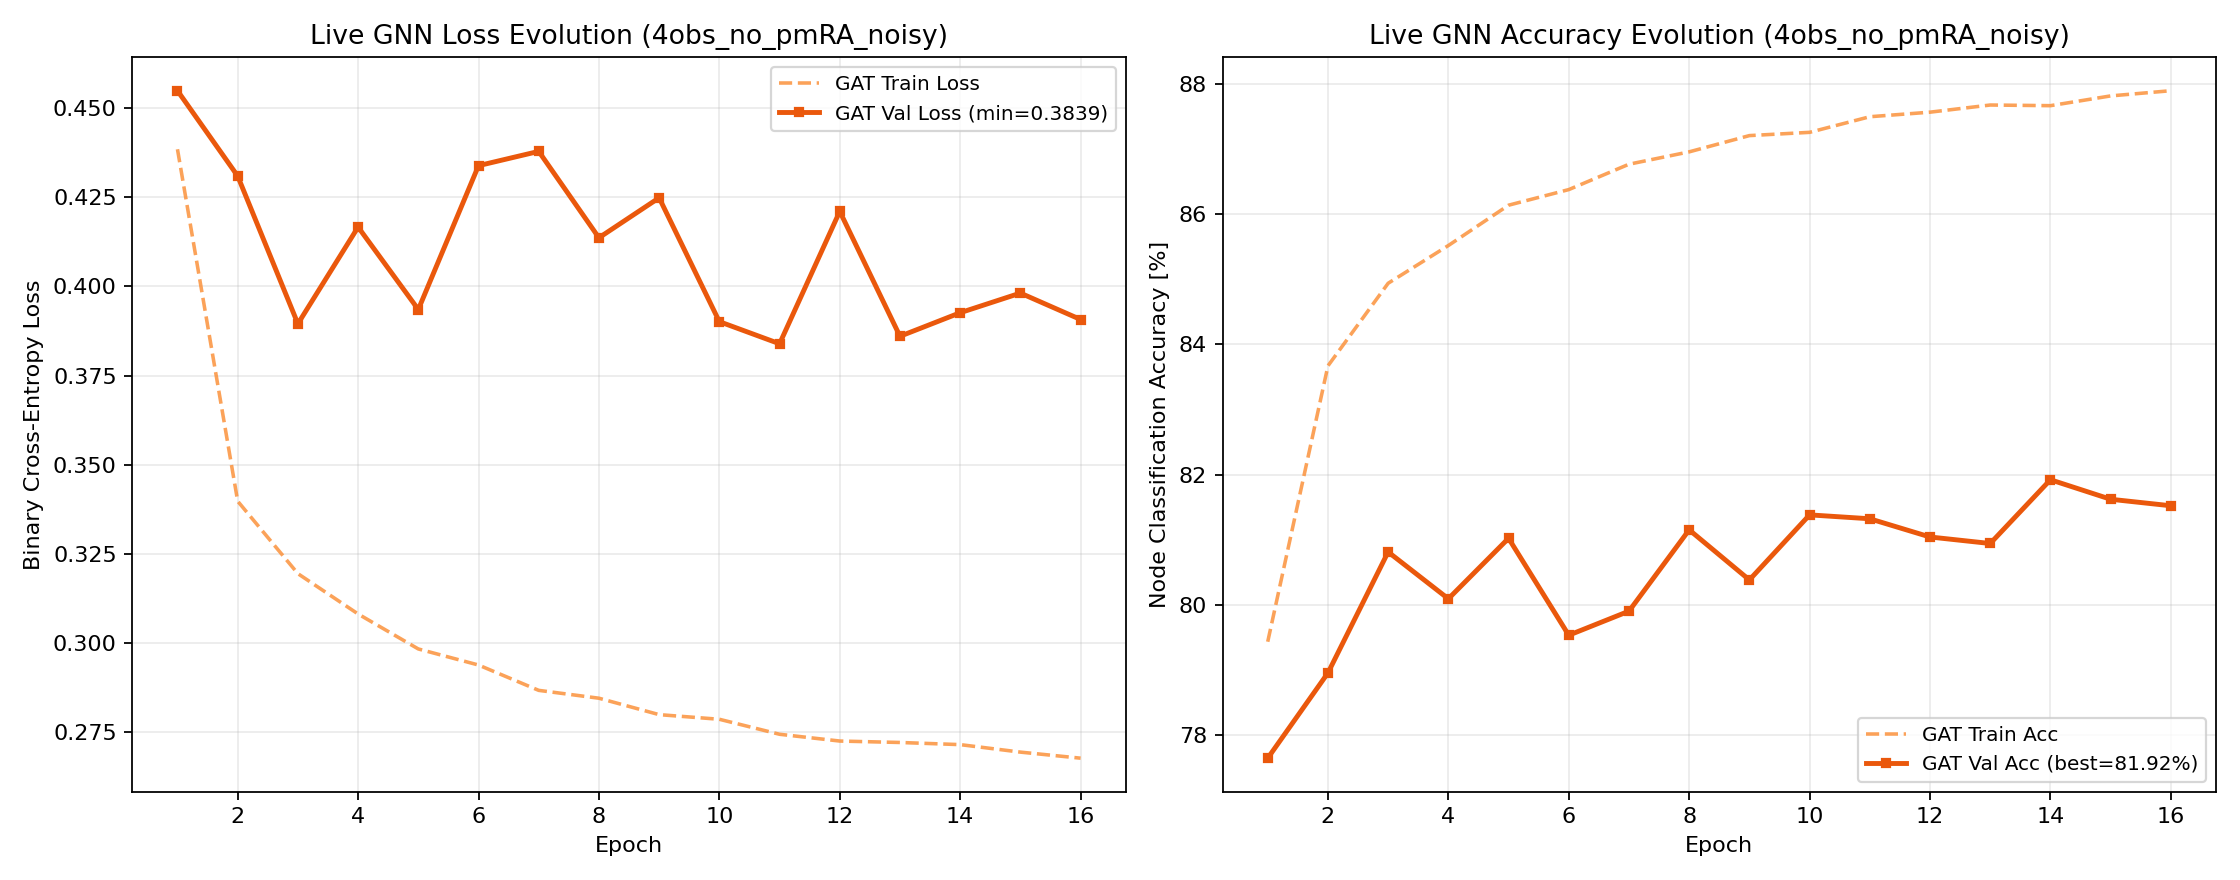 Live GNN Loss Evolution (4obs_no_pmRA_noisy)
GAT Train Loss
GAT Val Loss (min=0.3839)
Binary Cross-Entropy Loss
0.450
0.425
0.400
0.375
0.350
0.325
0.300
0.275
2 4 6 8 10 12 14 16
Epoch
Live GNN Accuracy Evolution (4obs_no_pmRA_noisy)
Node Classification Accuracy [%]
88
86
84
82
80
78
GAT Train Acc
GAT Val Acc (best=81.92%)
2 4 6 8 10 12 14 16
Epoch